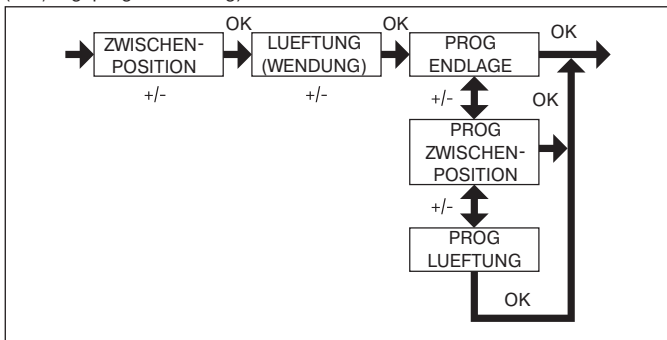 OK OK OK
ZWISCHEN-
POSITION
LUEFTUNG
(WENDUNG)
PROG
ENDLAGE
+/- +/- +/- OK
PROG
ZWISCHEN-
POSITION
+/-
PROG
LUEFTUNG
OK